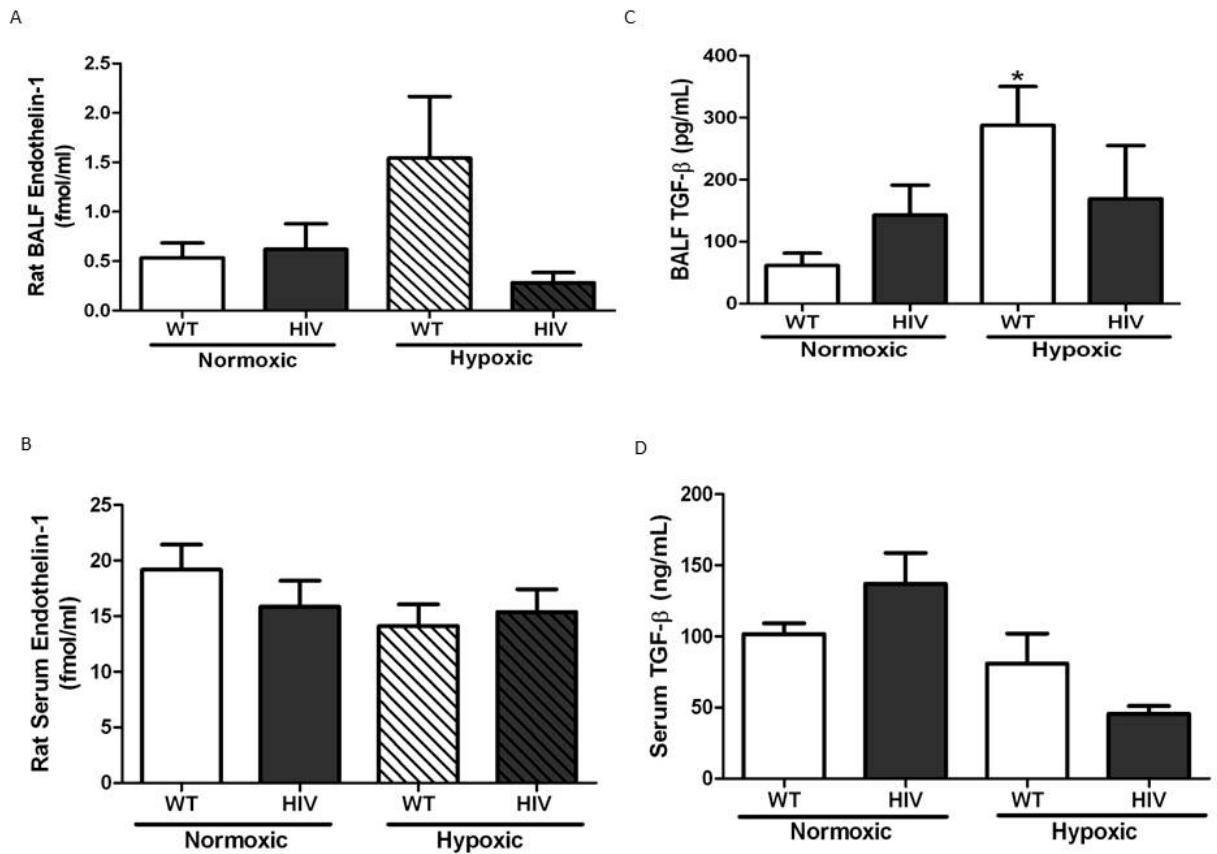 A
Rat BALF Endothelin-1
(fmol/ml)
2.5
2.0
1.5
1.0
0.5
0.0
WT
HIV
WT
HIV
Normoxic
Hypoxic
C
BALF TGF-β (pg/mL)
400
300
200
100
0
*
WT
HIV
WT
HIV
Normoxic
Hypoxic
B
Rat Serum Endothelin-1
(fmol/ml)
25
20
15
10
5
0
WT
HIV
WT
HIV
Normoxic
Hypoxic
D
Serum TGF-β (ng/mL)
200
150
100
50
0
WT
HIV
WT
HIV
Normoxic
Hypoxic